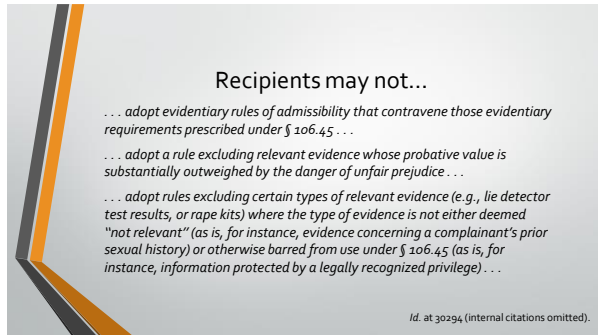 Recipients may not…
. . . adopt evidentiary rules of admissibility that contravene those evidentiary
requirements prescribed under § 106.45 . . .
. . . adopt a rule excluding relevant evidence whose probative value is
substantially outweighed by the danger of unfair prejudice . . .
. . . adopt rules excluding certain types of relevant evidence (e.g., lie detector
test results, or rape kits) where the type of evidence is not either deemed
“not relevant” (as is, for instance, evidence concerning a complainant’s prior
sexual history) or otherwise barred from use under § 106.45 (as is, for
instance, information protected by a legally recognized privilege) . . .
Id. at 30294 (internal citations omitted).